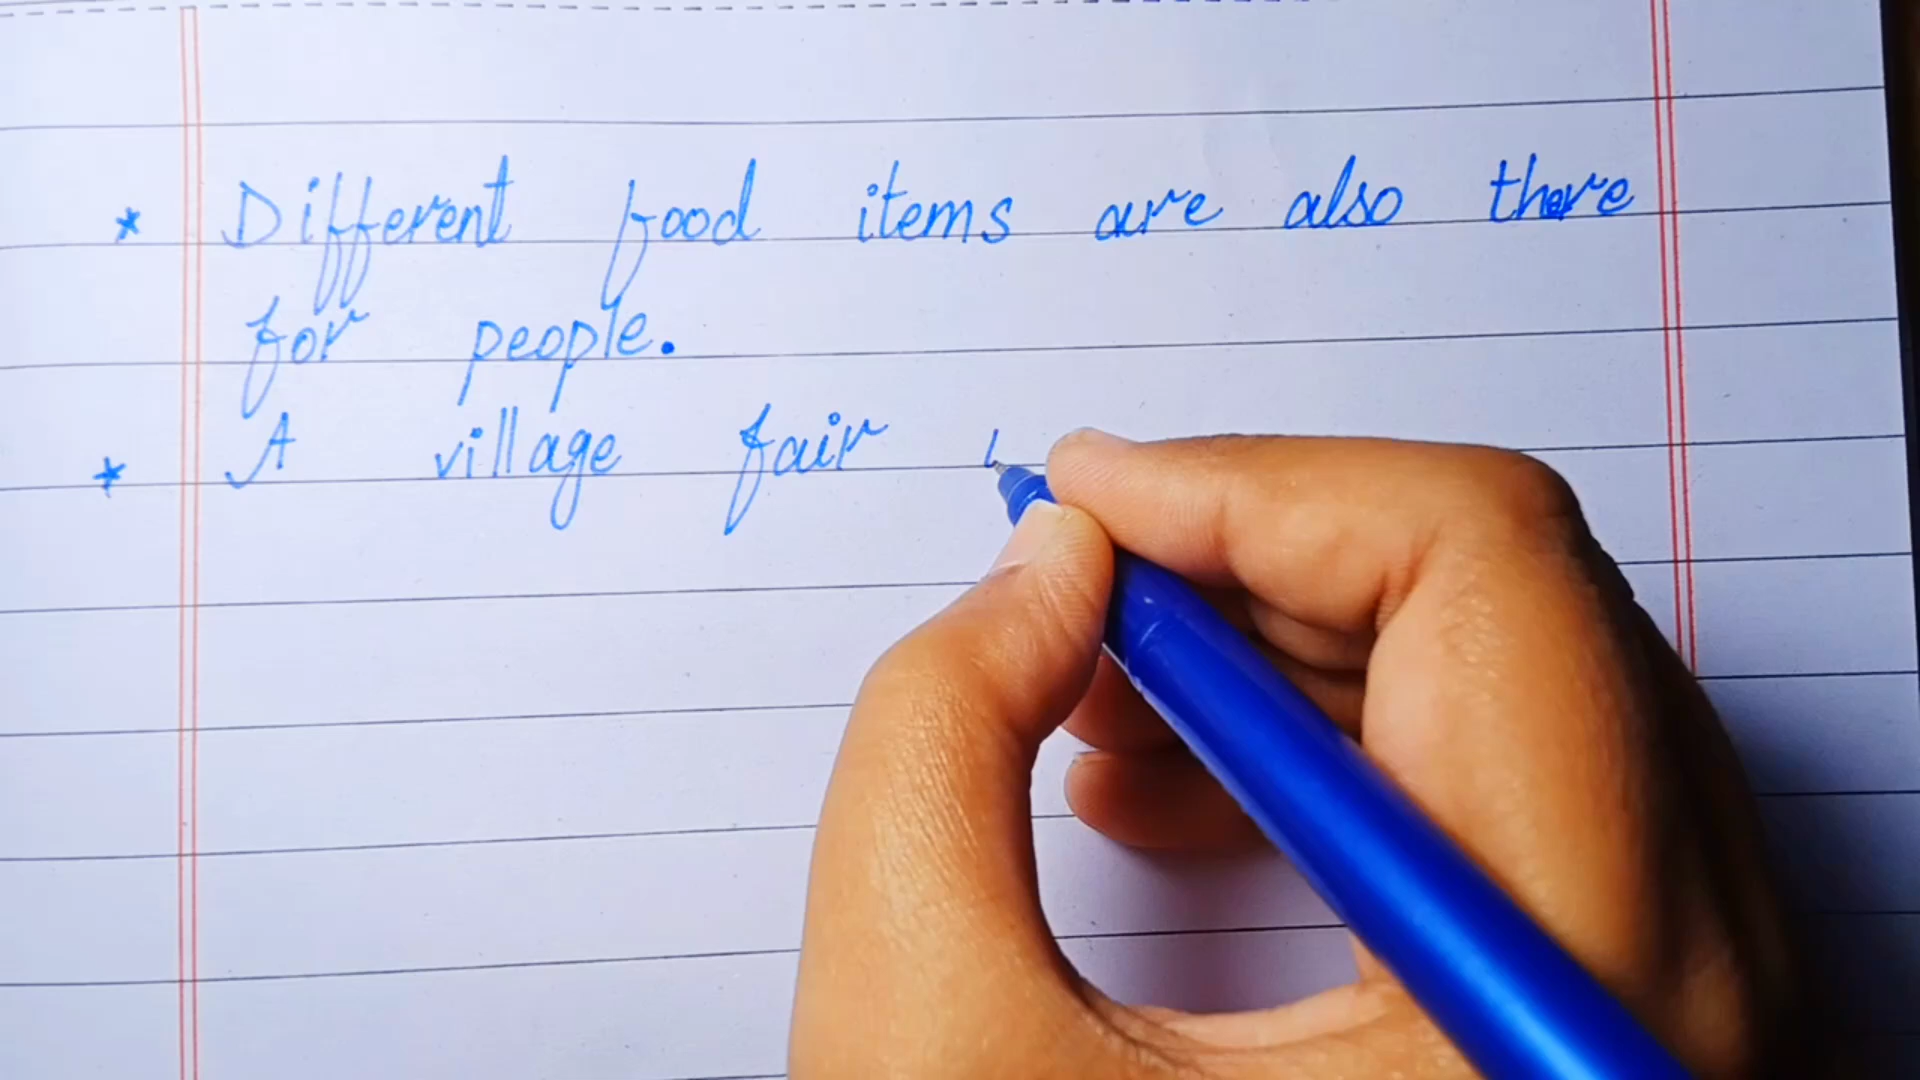 * Different food items are also there
for people.
* A village fair